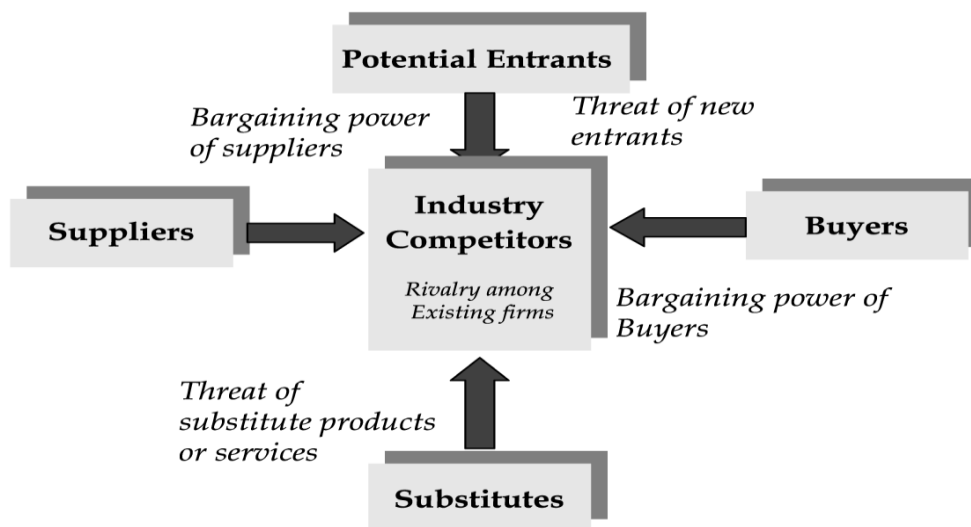 Potential Entrants
Bargaining power
of suppliers
Threat of new
entrants
Suppliers
Industry
Competitors
Rivalry among
Existing firms
Buyers
Bargaining power of
Buyers
Threat of
substitute products
or services
Substitutes